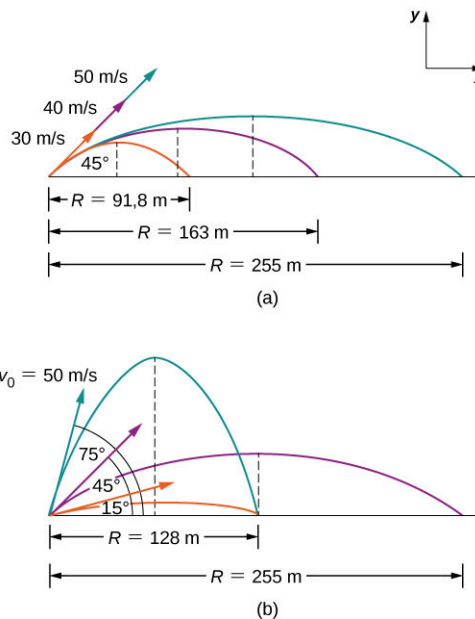 y
50 m/s
40 m/s
30 m/s
45°
R = 91,8 m
R = 163 m
R = 255 m
(a)
v₀ = 50 m/s
75°
45°
15°
R = 128 m
R = 255 m
(b)